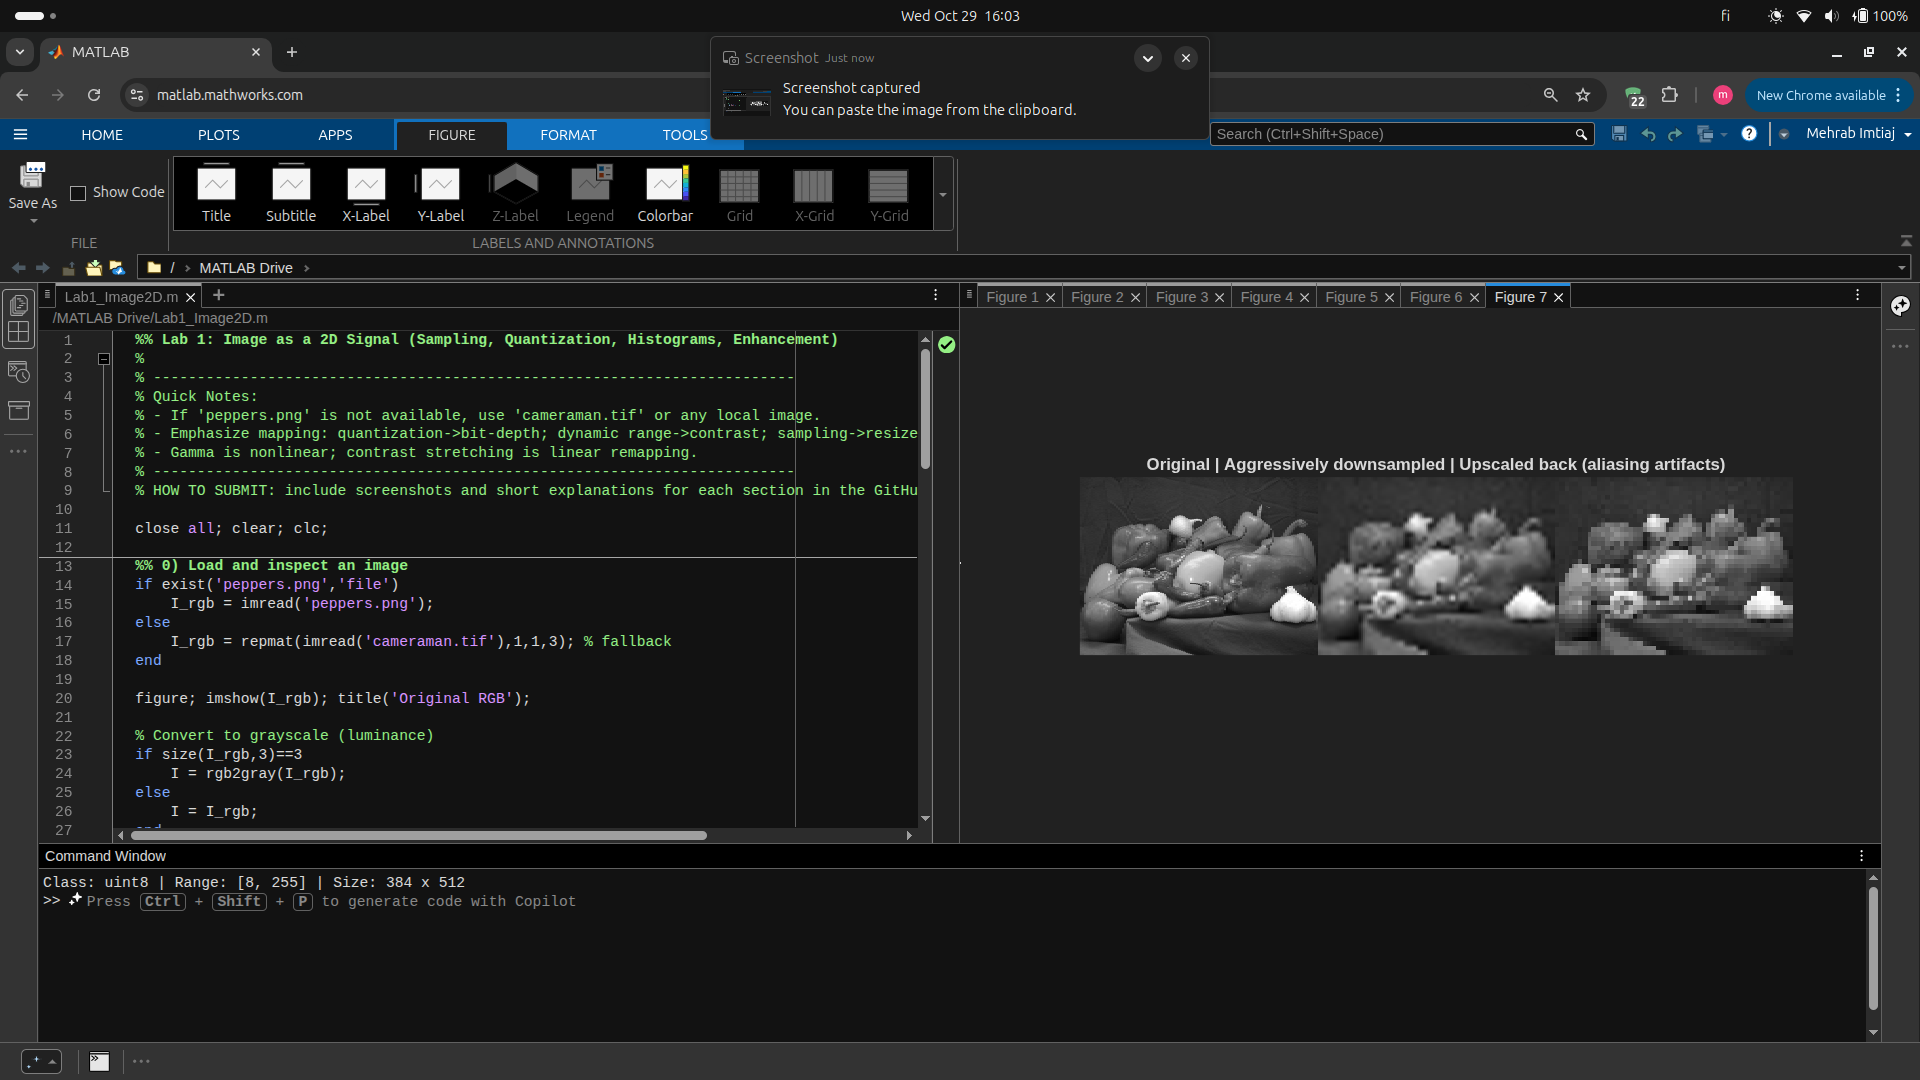 Wed Oct 29 16:03
fi
100%
MATLAB
Screenshot Just now
Screenshot captured
You can paste the image from the clipboard.
matlab.mathworks.com
22
m
New Chrome available
HOME PLOTS APPS FIGURE FORMAT TOOLS
Search (Ctrl+Shift+Space)
Mehrab Imtiaj
Save As
Show Code
Title Subtitle X-Label Y-Label Z-Label Legend Colorbar Grid X-Grid Y-Grid
FILE
LABELS AND ANNOTATIONS
/ › MATLAB Drive ›
Lab1_Image2D.m
Figure 1 Figure 2 Figure 3 Figure 4 Figure 5 Figure 6 Figure 7
/MATLAB Drive/Lab1_Image2D.m
1 %% Lab 1: Image as a 2D Signal (Sampling, Quantization, Histograms, Enhancement)
2 %
3 % -------------------------------------------------------------------------
4 % Quick Notes:
5 % - If 'peppers.png' is not available, use 'cameraman.tif' or any local image.
6 % - Emphasize mapping: quantization->bit-depth; dynamic range->contrast; sampling->resize
7 % - Gamma is nonlinear; contrast stretching is linear remapping.
8 % -------------------------------------------------------------------------
9 % HOW TO SUBMIT: include screenshots and short explanations for each section in the GitHu
10
11 close all; clear; clc;
12
13 %% 0) Load and inspect an image
14 if exist('peppers.png','file')
15 I_rgb = imread('peppers.png');
16 else
17 I_rgb = repmat(imread('cameraman.tif'),1,1,3); % fallback
18 end
19
20 figure; imshow(I_rgb); title('Original RGB');
21
22 % Convert to grayscale (luminance)
23 if size(I_rgb,3)==3
24 I = rgb2gray(I_rgb);
25 else
26 I = I_rgb;
27 end
Original | Aggressively downsampled | Upscaled back (aliasing artifacts)
Command Window
Class: uint8 | Range: [8, 255] | Size: 384 x 512
>> Press Ctrl + Shift + P to generate code with Copilot